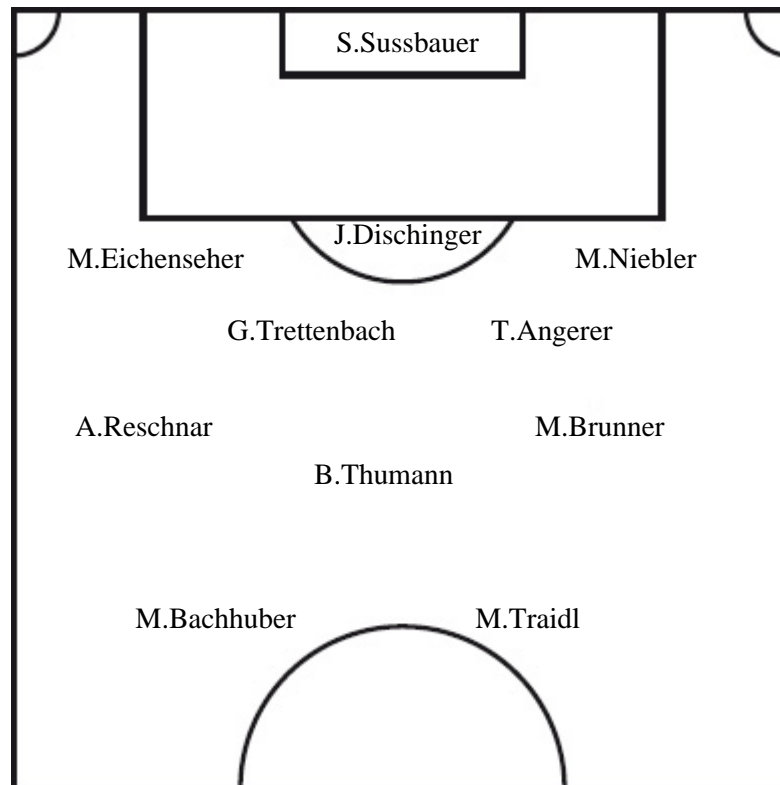 S.Sussbauer
J.Dischinger
M.Eichenseher
M.Niebler
G.Trettenbach
T.Angerer
A.Reschnar
M.Brunner
B.Thumann
M.Bachhuber
M.Traidl